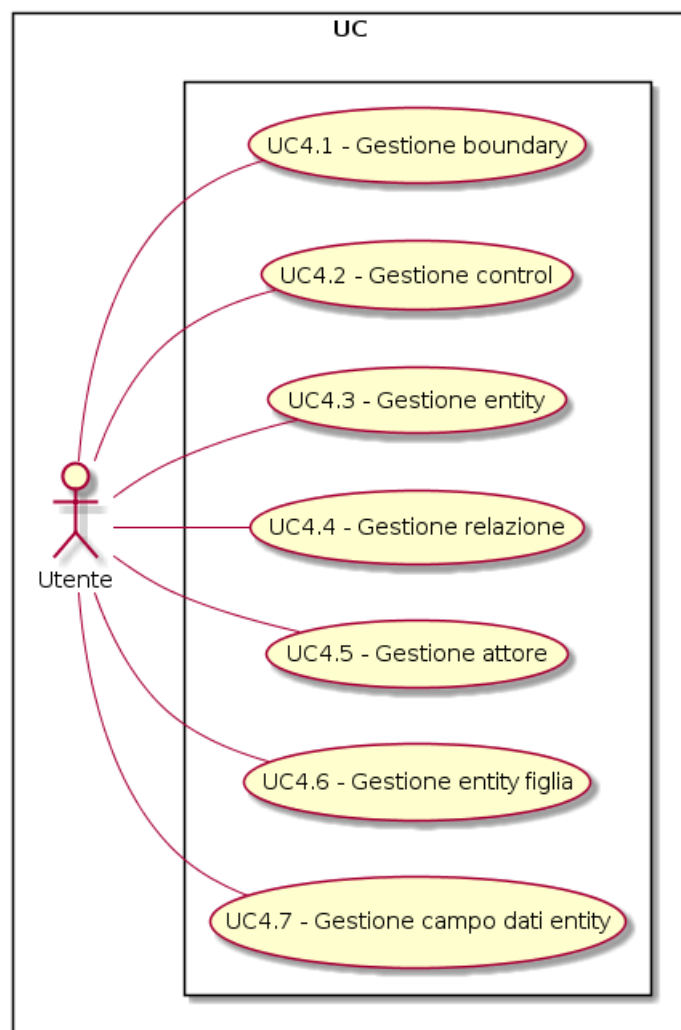 UC
UC4.1 - Gestione boundary
UC4.2 - Gestione control
UC4.3 - Gestione entity
UC4.4 - Gestione relazione
Utente
UC4.5 - Gestione attore
UC4.6 - Gestione entity figlia
UC4.7 - Gestione campo dati entity